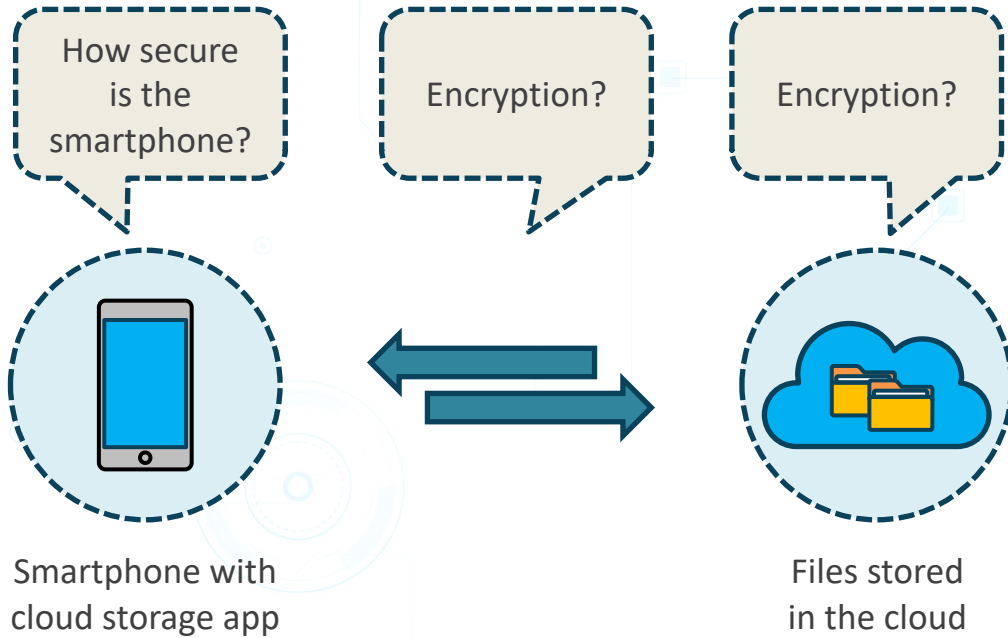 How secure
is the
smartphone?
Encryption?
Encryption?
Smartphone with
cloud storage app
Files stored
in the cloud